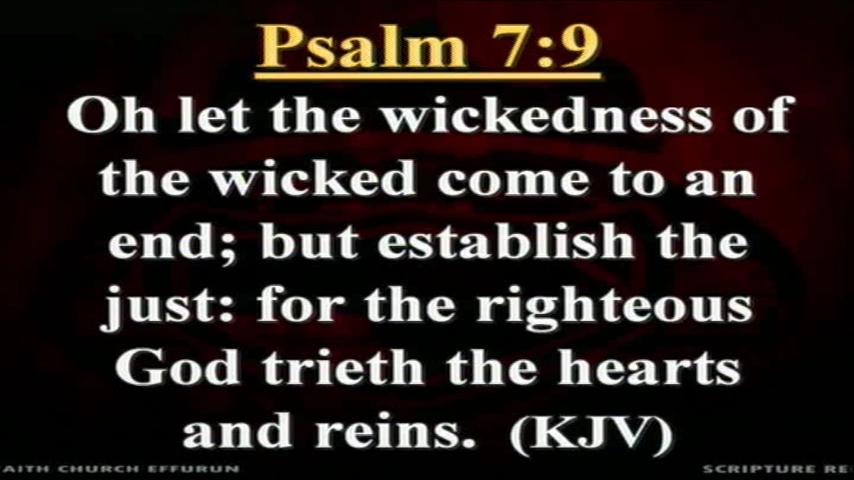 Psalm 7:9
Oh let the wickedness of
the wicked come to an
end; but establish the
just: for the righteous
God trieth the hearts
and reins. (KJV)
AITH CHURCH EFFURUN
SCRIPTURE RE